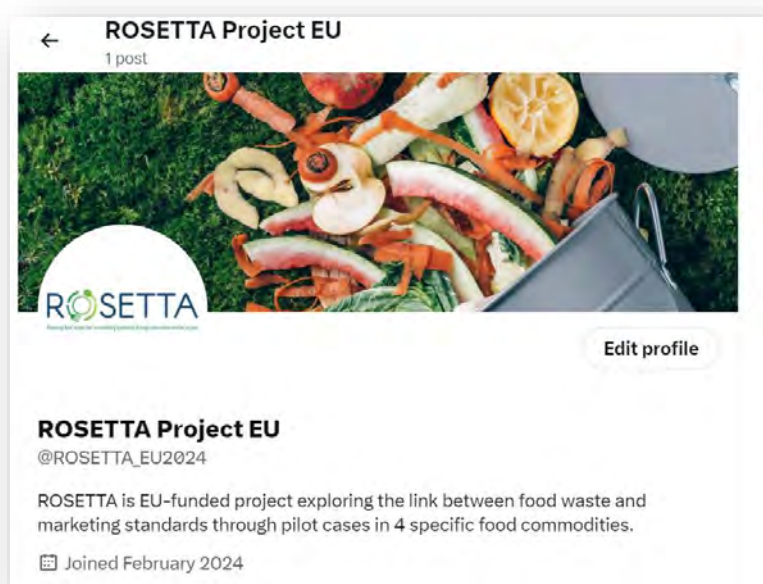 ROSETTA Project EU
1 post
ROSETTA
Edit profile
ROSETTA Project EU
@ROSETTA_EU2024
ROSETTA is EU-funded project exploring the link between food waste and
marketing standards through pilot cases in 4 specific food commodities.
Joined February 2024